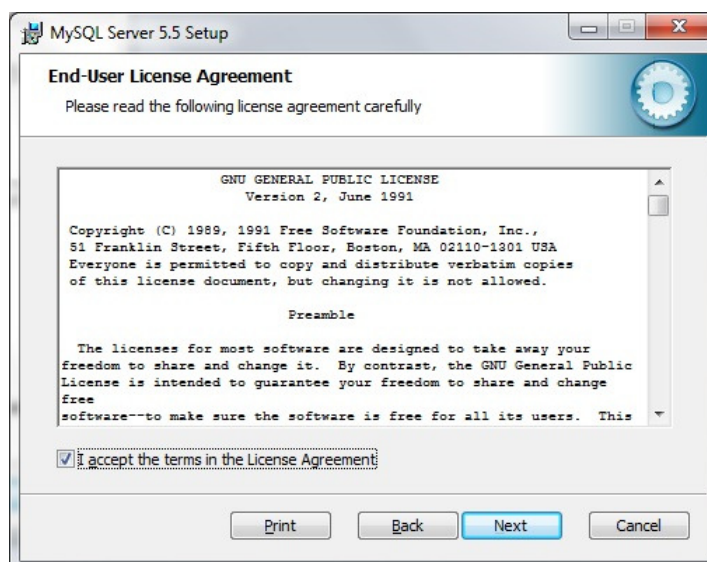 MySQL Server 5.5 Setup
End-User License Agreement
Please read the following license agreement carefully
GNU GENERAL PUBLIC LICENSE
Version 2, June 1991
Copyright (C) 1989, 1991 Free Software Foundation, Inc.,
51 Franklin Street, Fifth Floor, Boston, MA 02110-1301 USA
Everyone is permitted to copy and distribute verbatim copies
of this license document, but changing it is not allowed.
Preamble
The licenses for most software are designed to take away your
freedom to share and change it. By contrast, the GNU General Public
License is intended to guarantee your freedom to share and change
free
software--to make sure the software is free for all its users. This
I accept the terms in the License Agreement
Print Back Next Cancel